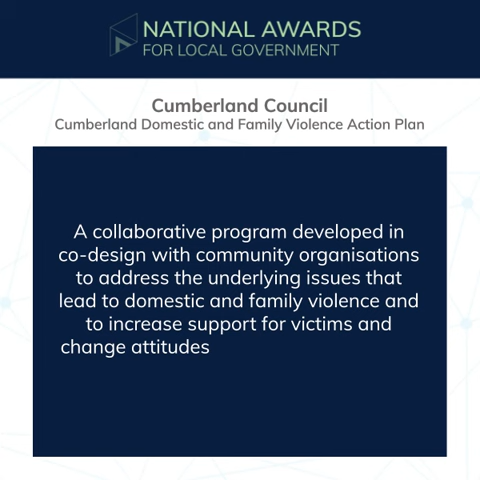 NATIONAL AWARDS
FOR LOCAL GOVERNMENT
Cumberland Council
Cumberland Domestic and Family Violence Action Plan
A collaborative program developed in
co-design with community organisations
to address the underlying issues that
lead to domestic and family violence and
to increase support for victims and
change attitudes